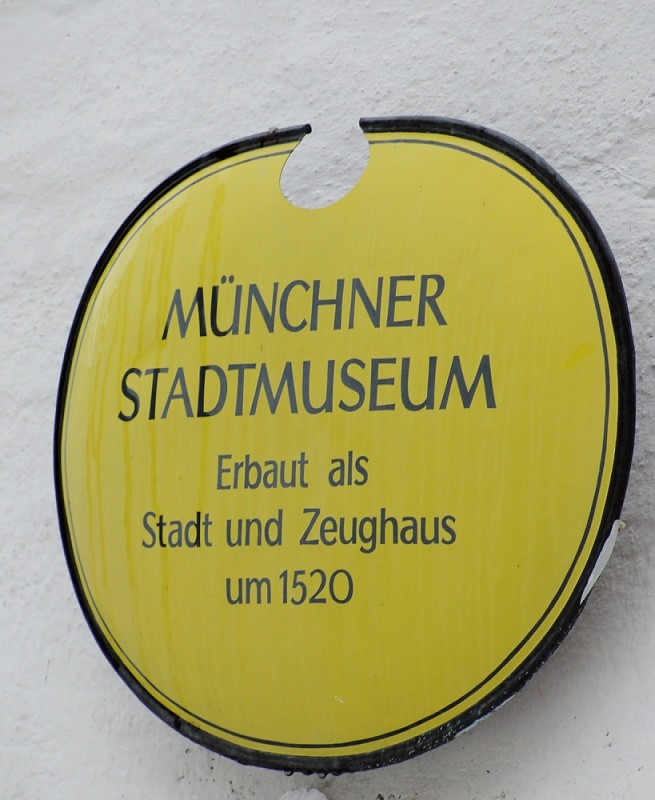 MÜNCHNER
STADTMUSEUM
Erbaut als
Stadt und Zeughaus
um 1520